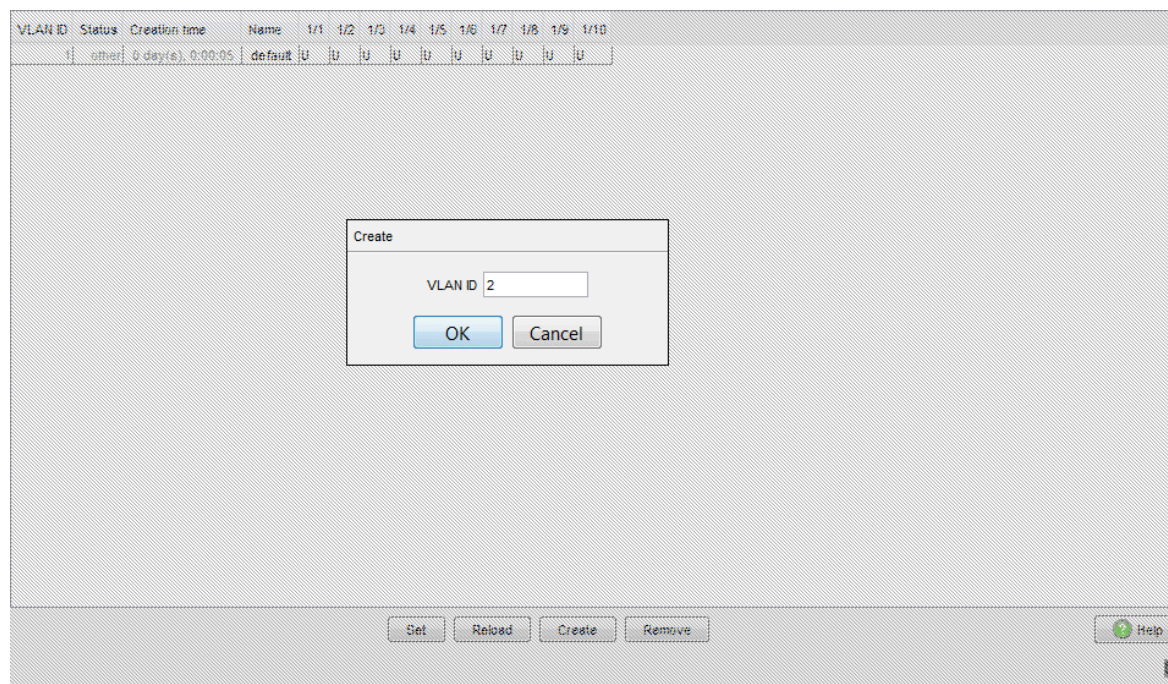 VLAN ID Status Creation time Name 1/1 1/2 1/3 1/4 1/5 1/6 1/7 1/8 1/9 1/10
1 other 0 day(s), 0:00:05 default U U U U U U U U U U
Create
VLAN ID 2
OK Cancel
Set Reload Create Remove Help